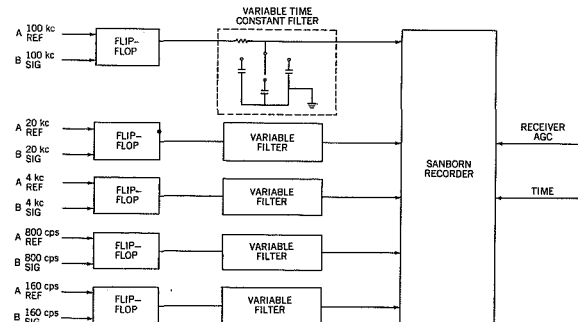 VARIABLE TIME
CONSTANT FILTER
A 100 kc
REF
B 100 kc
SIG
FLIP-
FLOP
A 20 kc
REF
B 20 kc
SIG
FLIP-
FLOP
VARIABLE
FILTER
A 4 kc
REF
B 4 kc
SIG
FLIP-
FLOP
VARIABLE
FILTER
A 800 cps
REF
B 800 cps
SIG
FLIP-
FLOP
VARIABLE
FILTER
A 160 cps
REF
B 160 cps
SIG
FLIP-
FLOP
VARIABLE
FILTER
SANBORN
RECORDER
RECEIVER
AGC
TIME